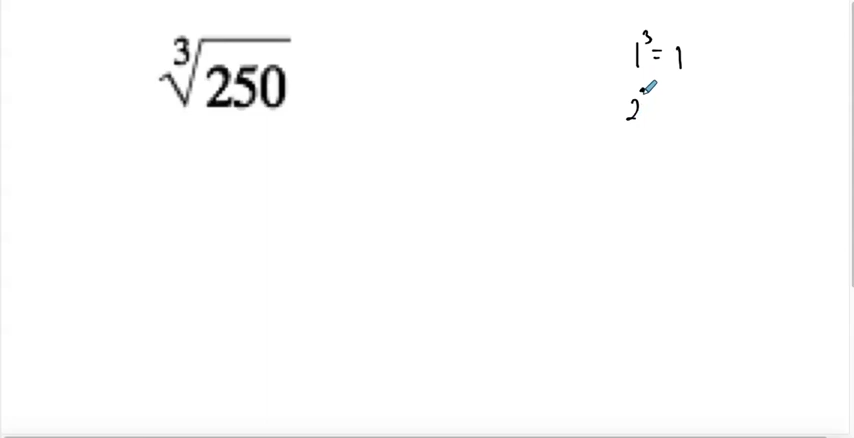 ∛250
1³ = 1
2